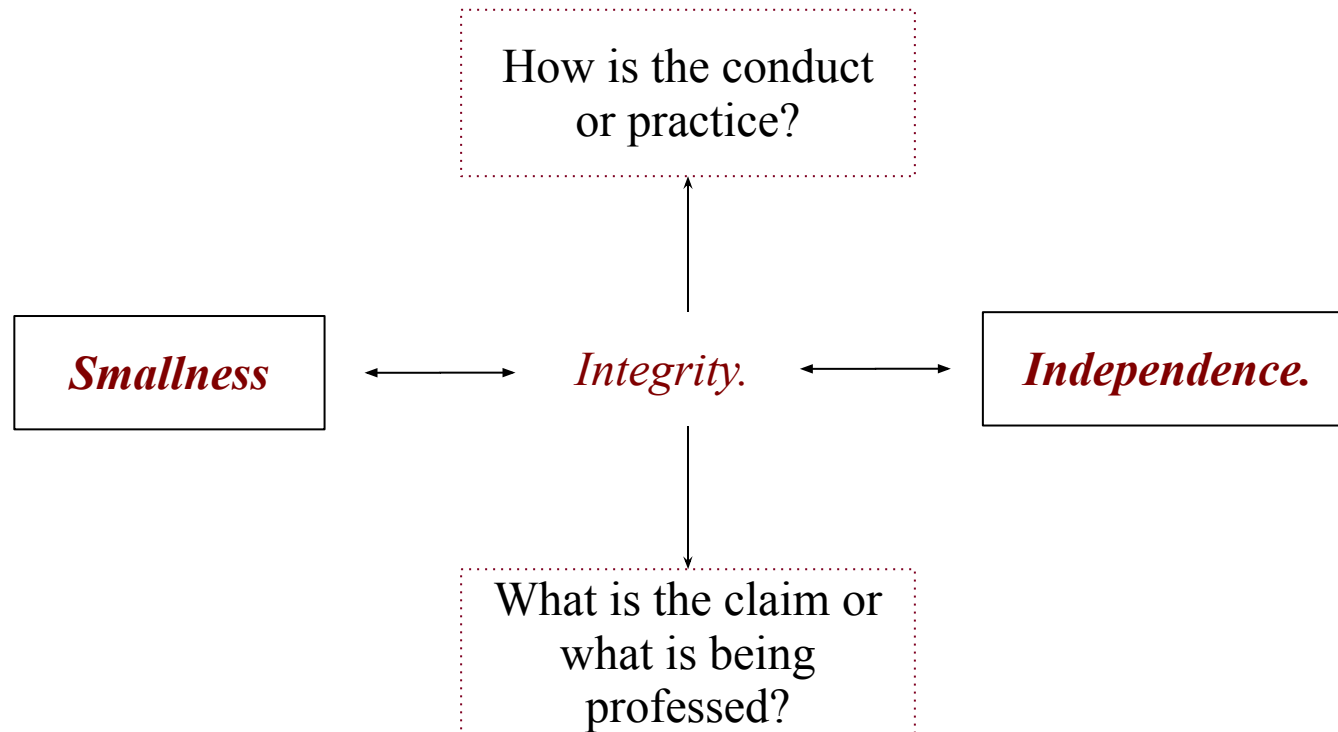 How is the conduct
or practice?
Smallness
Integrity.
Independence.
What is the claim or
what is being
professed?